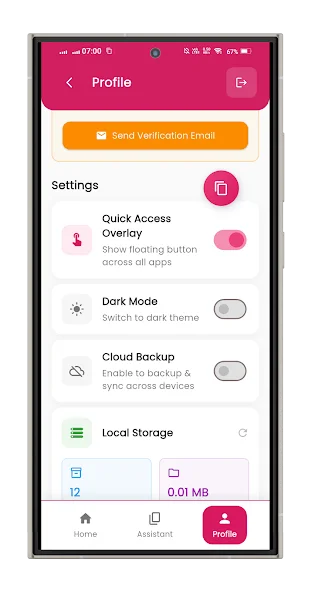 07:00
67%
Profile
Send Verification Email
Settings
Quick Access
Overlay
Show floating button
across all apps
Dark Mode
Switch to dark theme
Cloud Backup
Enable to backup &
sync across devices
Local Storage
12
0.01 MB
Home
Assistant
Profile